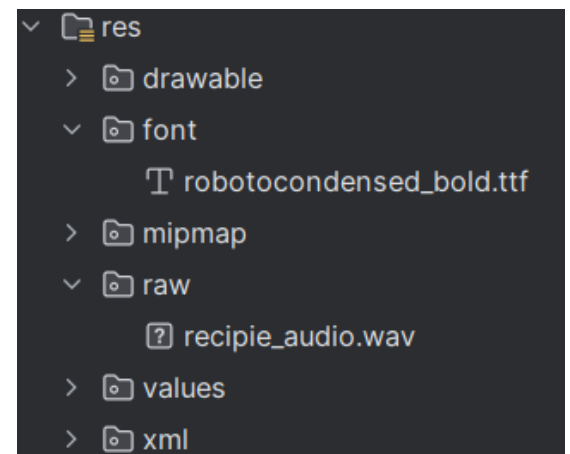 res
drawable
font
robotocondensed_bold.ttf
mipmap
raw
recipie_audio.wav
values
xml